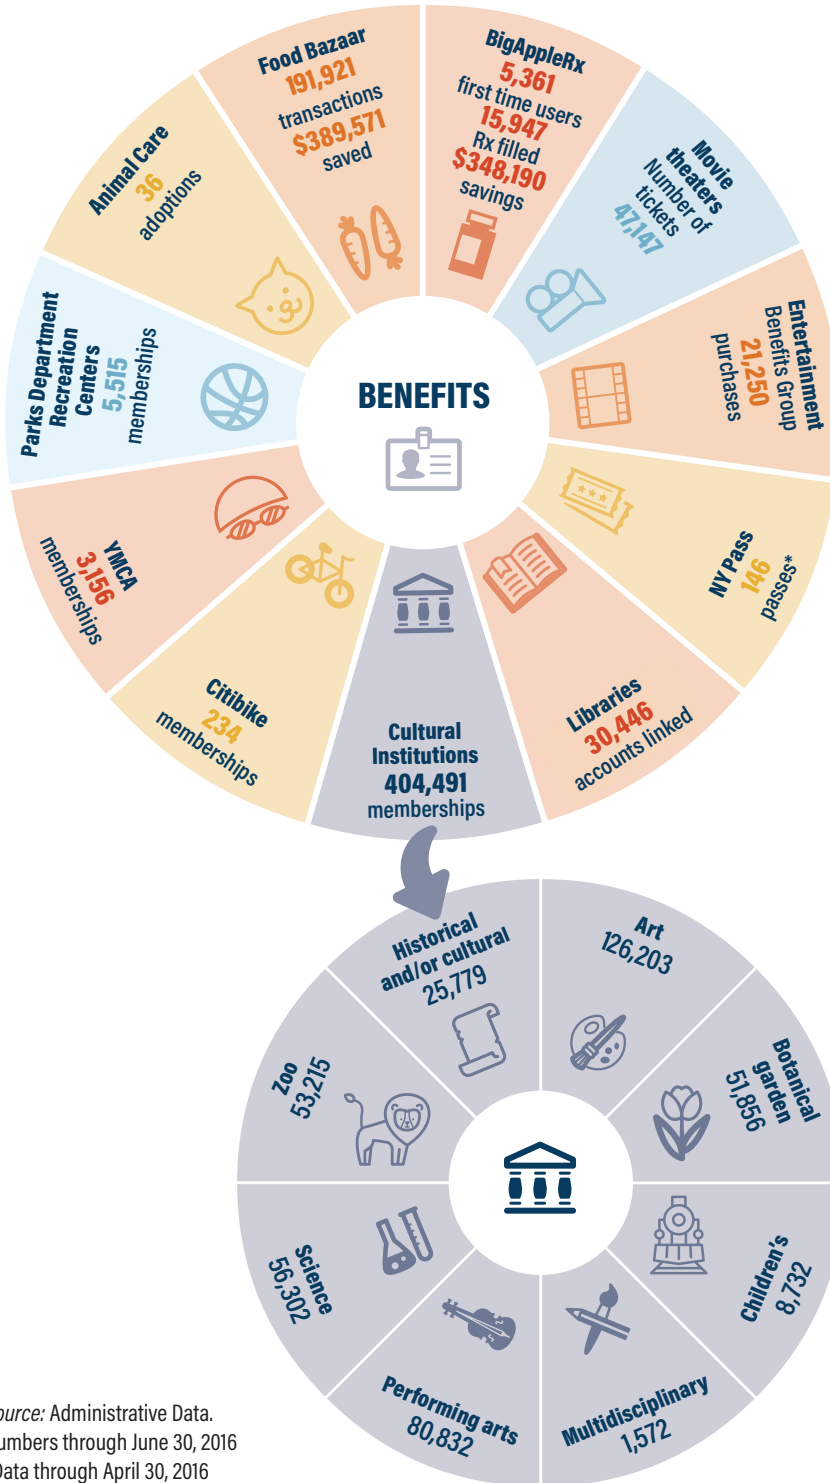 BENEFITS
Food Bazaar
191,921
transactions
$389,571
saved
BigAppleRx
5,361
first time users
15,947
Rx filled
$348,190
savings
Movie
theaters
Number of
tickets
47,147
Entertainment
Benefits Group
21,250
purchases
NY Pass
146
passes*
Libraries
30,446
accounts linked
Cultural
Institutions
404,491
memberships
Citibike
234
memberships
YMCA
3,156
memberships
Parks Department
Recreation
Centers
5,515
memberships
Animal Care
36
adoptions
Historical
and/or cultural
25,779
Art
126,203
Botanical
garden
51,856
Children's
8,732
Multidisciplinary
1,572
Performing arts
80,832
Science
56,302
Zoo
53,215
ource: Administrative Data.
umbers through June 30, 2016
Data through April 30, 2016